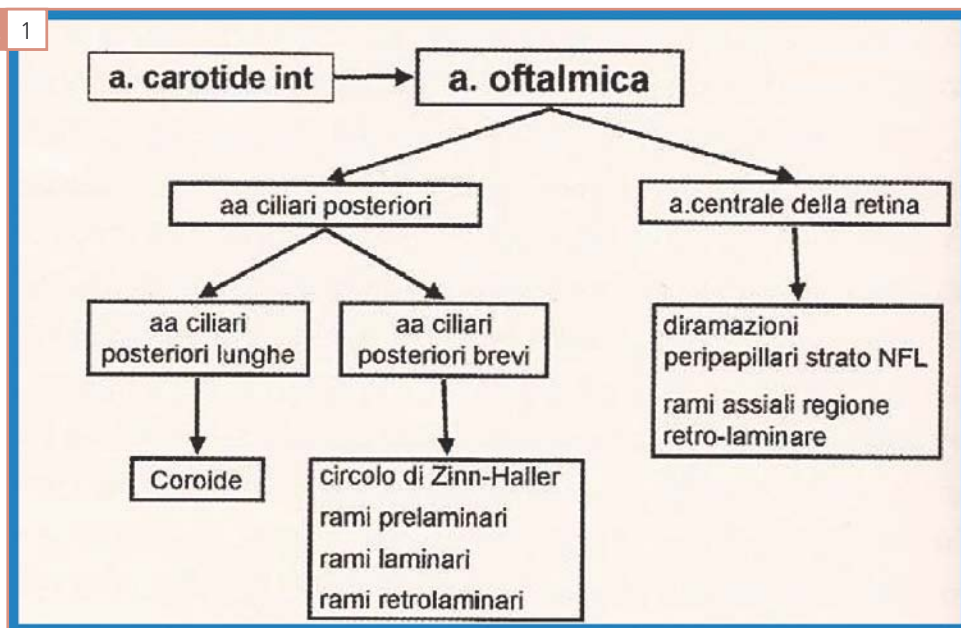 1
a. carotide int
a. oftalmica
aa ciliari posteriori
a.centrale della retina
aa ciliari
posteriori lunghe
aa ciliari
posteriori brevi
diramazioni
peripapillari strato NFL
rami assiali regione
retro-laminare
Coroide
circolo di Zinn-Haller
rami prelaminari
rami laminari
rami retrolaminari